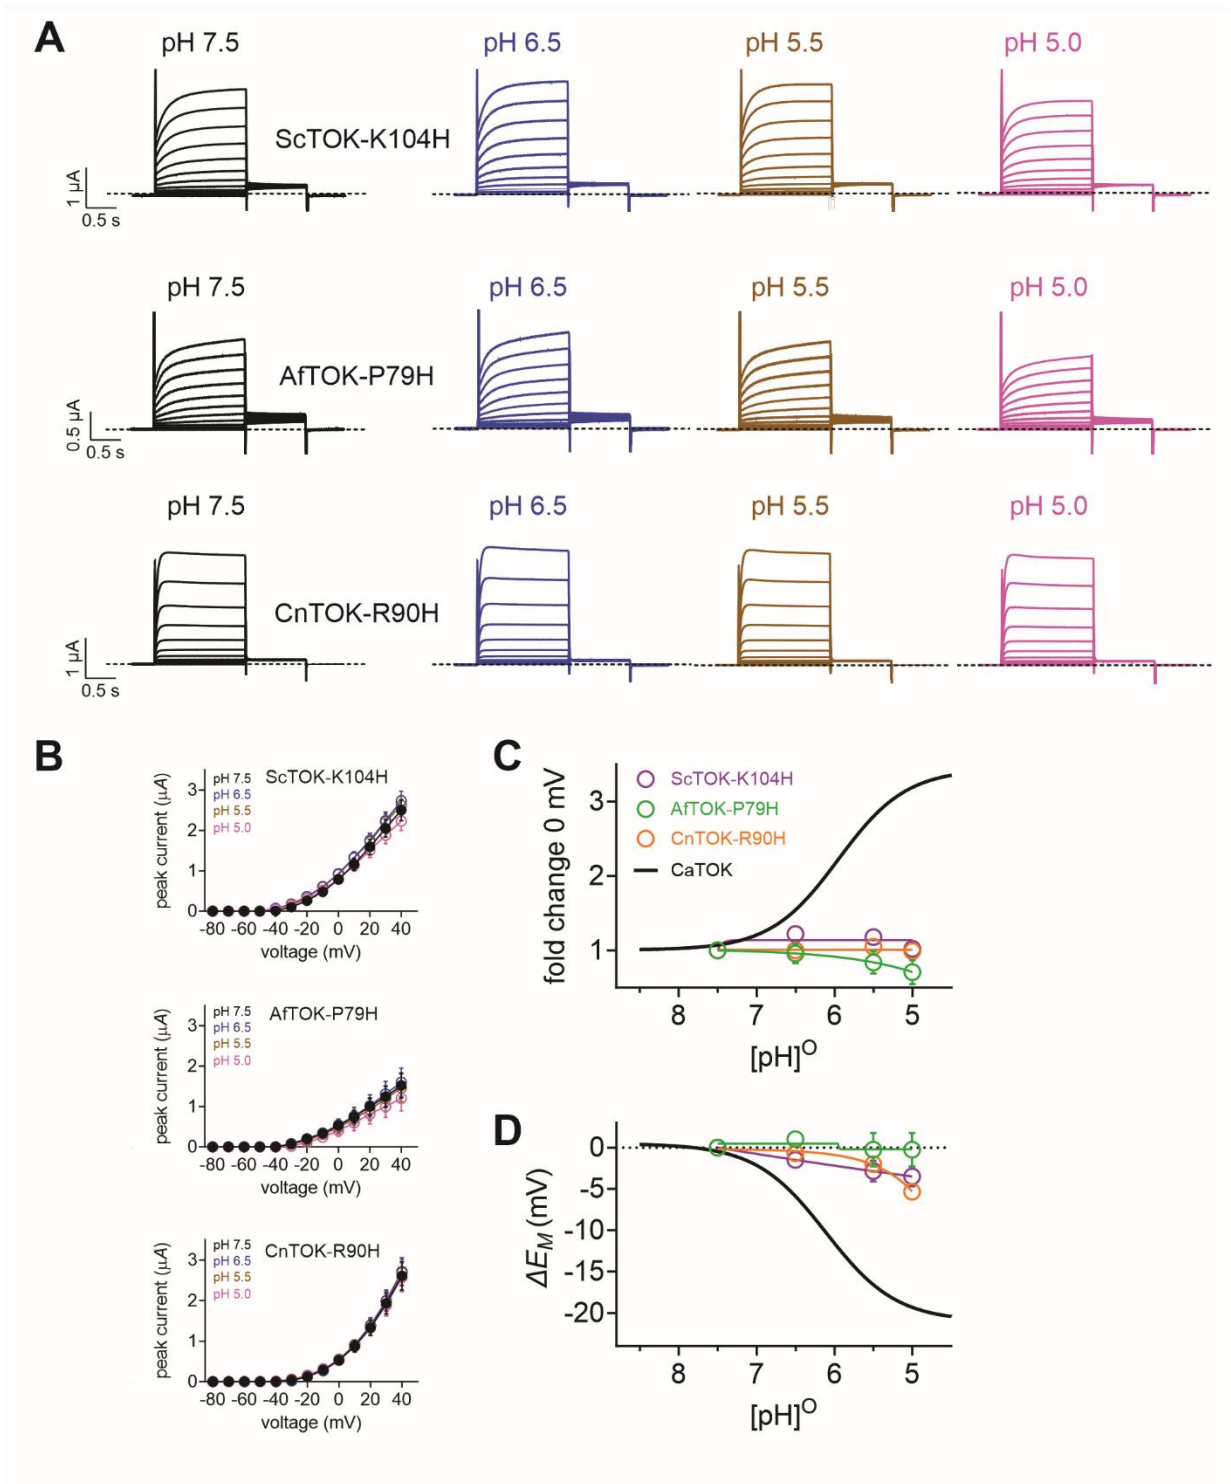 A
pH 7.5 pH 6.5 pH 5.5 pH 5.0
ScTOK-K104H
1 µA
0.5 s
pH 7.5 pH 6.5 pH 5.5 pH 5.0
AfTOK-P79H
0.5 µA
0.5 s
pH 7.5 pH 6.5 pH 5.5 pH 5.0
CnTOK-R90H
1 µA
0.5 s
B
peak current (µA)
3
2
1
0
pH 7.5
pH 6.5
pH 5.5
pH 5.0
ScTOK-K104H
-80 -60 -40 -20 0 20 40
voltage (mV)
peak current (µA)
3
2
1
0
pH 7.5
pH 6.5
pH 5.5
pH 5.0
AfTOK-P79H
-80 -60 -40 -20 0 20 40
voltage (mV)
peak current (µA)
3
2
1
0
pH 7.5
pH 6.5
pH 5.5
pH 5.0
CnTOK-R90H
-80 -60 -40 -20 0 20 40
voltage (mV)
C
fold change 0 mV
3
2
1
ScTOK-K104H
AfTOK-P79H
CnTOK-R90H
CaTOK
8 7 6 5
[pH]O
D
ΔEM (mV)
0
-5
-10
-15
-20
8 7 6 5
[pH]O